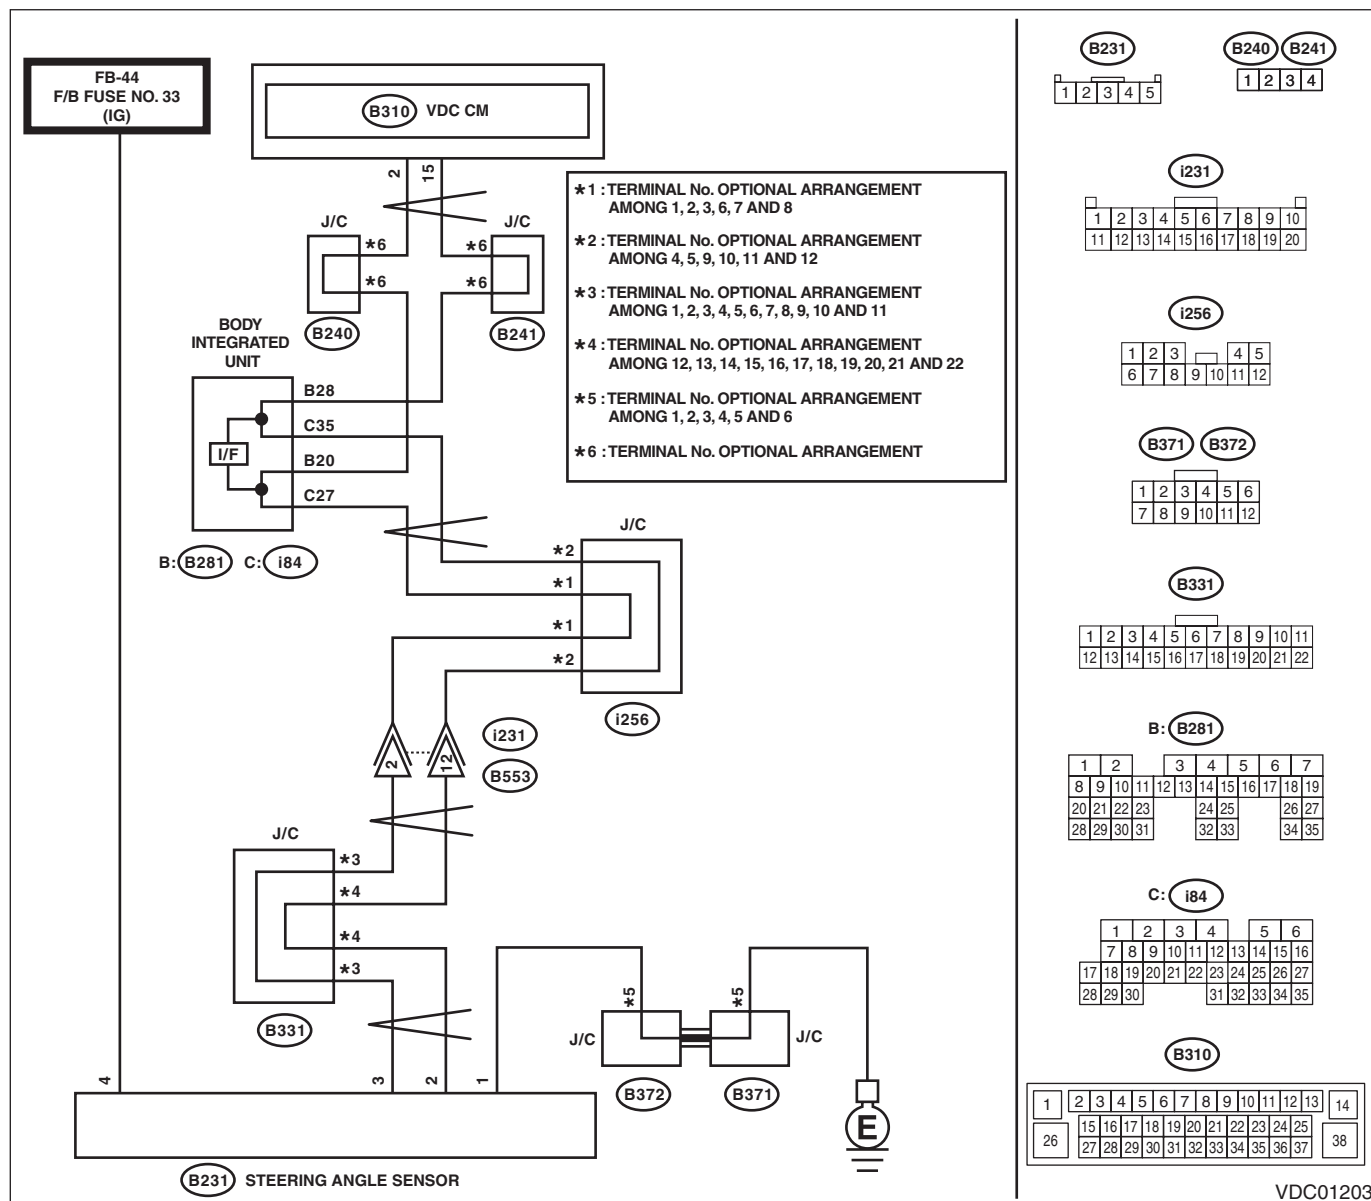 FB-44
F/B FUSE NO. 33
(IG)
B310 VDC CM
2 15
J/C J/C
*6 *6
*6 *6
B240 B241
*1 : TERMINAL No. OPTIONAL ARRANGEMENT
AMONG 1, 2, 3, 6, 7 AND 8
*2 : TERMINAL No. OPTIONAL ARRANGEMENT
AMONG 4, 5, 9, 10, 11 AND 12
*3 : TERMINAL No. OPTIONAL ARRANGEMENT
AMONG 1, 2, 3, 4, 5, 6, 7, 8, 9, 10 AND 11
*4 : TERMINAL No. OPTIONAL ARRANGEMENT
AMONG 12, 13, 14, 15, 16, 17, 18, 19, 20, 21 AND 22
*5 : TERMINAL No. OPTIONAL ARRANGEMENT
AMONG 1, 2, 3, 4, 5 AND 6
*6 : TERMINAL No. OPTIONAL ARRANGEMENT
BODY
INTEGRATED
UNIT
B28
C35
I/F
B20
C27
B: B281 C: i84
J/C
*2
*1
*1
*2
i256
i231
B553
2 12
J/C
*3
*4
*4
*3
B331
*5 *5
J/C J/C
B372 B371
4 3 2 1
E
B231 STEERING ANGLE SENSOR
B231
1 2 3 4 5
B240 B241
1 2 3 4
i231
1 2 3 4 5 6 7 8 9 10
11 12 13 14 15 16 17 18 19 20
i256
1 2 3 4 5
6 7 8 9 10 11 12
B371 B372
1 2 3 4 5 6
7 8 9 10 11 12
B331
1 2 3 4 5 6 7 8 9 10 11
12 13 14 15 16 17 18 19 20 21 22
B: B281
1 2 3 4 5 6 7
8 9 10 11 12 13 14 15 16 17 18 19
20 21 22 23 24 25 26 27
28 29 30 31 32 33 34 35
C: i84
1 2 3 4 5 6
7 8 9 10 11 12 13 14 15 16
17 18 19 20 21 22 23 24 25 26 27
28 29 30 31 32 33 34 35
B310
1 2 3 4 5 6 7 8 9 10 11 12 13 14
15 16 17 18 19 20 21 22 23 24 25
26 27 28 29 30 31 32 33 34 35 36 37 38
VDC01203